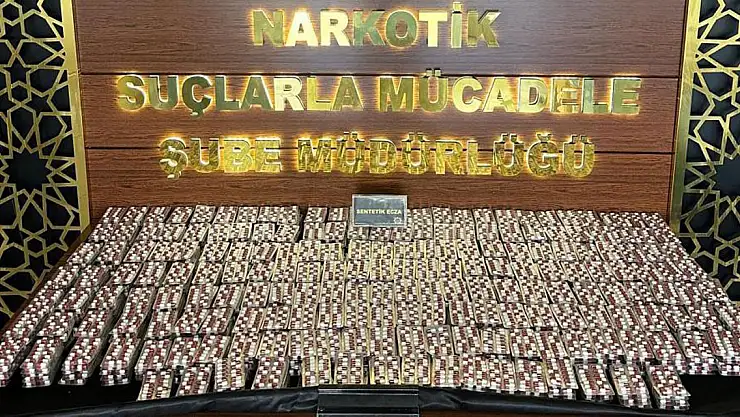 NARKOTİK
SUÇLARLA MÜCADELE
ŞUBE MÜDÜRLÜĞÜ
SENTETİK ECZA